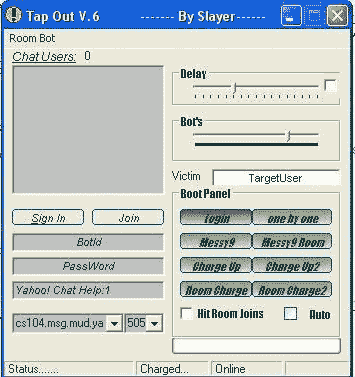 Tap Out V.6 ------- By Slayer------
Room Bot
Chat Users: 0
Delay
Bot's
Victim TargetUser
Boot Panel
Sign In Join
Login one by one
BotId
Messy9 Messy9 Room
PassWord
Charge Up Charge Up2
Yahoo! Chat Help:1
Room Charge Room Charge2
cs104.msg.mud.ya 505
Hit Room Joins Auto
Status....... Charged... Online